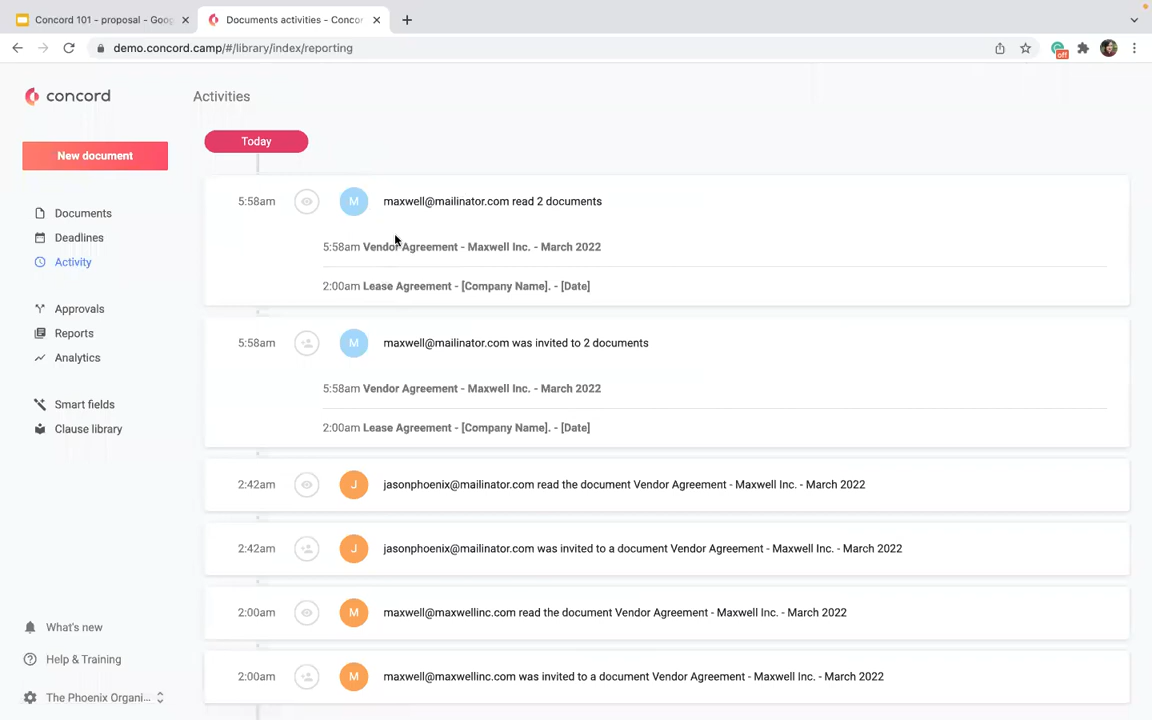 Concord 101 - proposal - Goog
Documents activities - Concor
demo.concord.camp/#/library/index/reporting
off
concord
Activities
New document
Today
Documents
Deadlines
Activity
Approvals
Reports
Analytics
Smart fields
Clause library
What's new
Help & Training
The Phoenix Organi...
5:58am M maxwell@mailinator.com read 2 documents
5:58am Vendor Agreement - Maxwell Inc. - March 2022
2:00am Lease Agreement - [Company Name]. - [Date]
5:58am M maxwell@mailinator.com was invited to 2 documents
5:58am Vendor Agreement - Maxwell Inc. - March 2022
2:00am Lease Agreement - [Company Name]. - [Date]
2:42am J jasonphoenix@mailinator.com read the document Vendor Agreement - Maxwell Inc. - March 2022
2:42am J jasonphoenix@mailinator.com was invited to a document Vendor Agreement - Maxwell Inc. - March 2022
2:00am M maxwell@maxwellinc.com read the document Vendor Agreement - Maxwell Inc. - March 2022
2:00am M maxwell@maxwellinc.com was invited to a document Vendor Agreement - Maxwell Inc. - March 2022